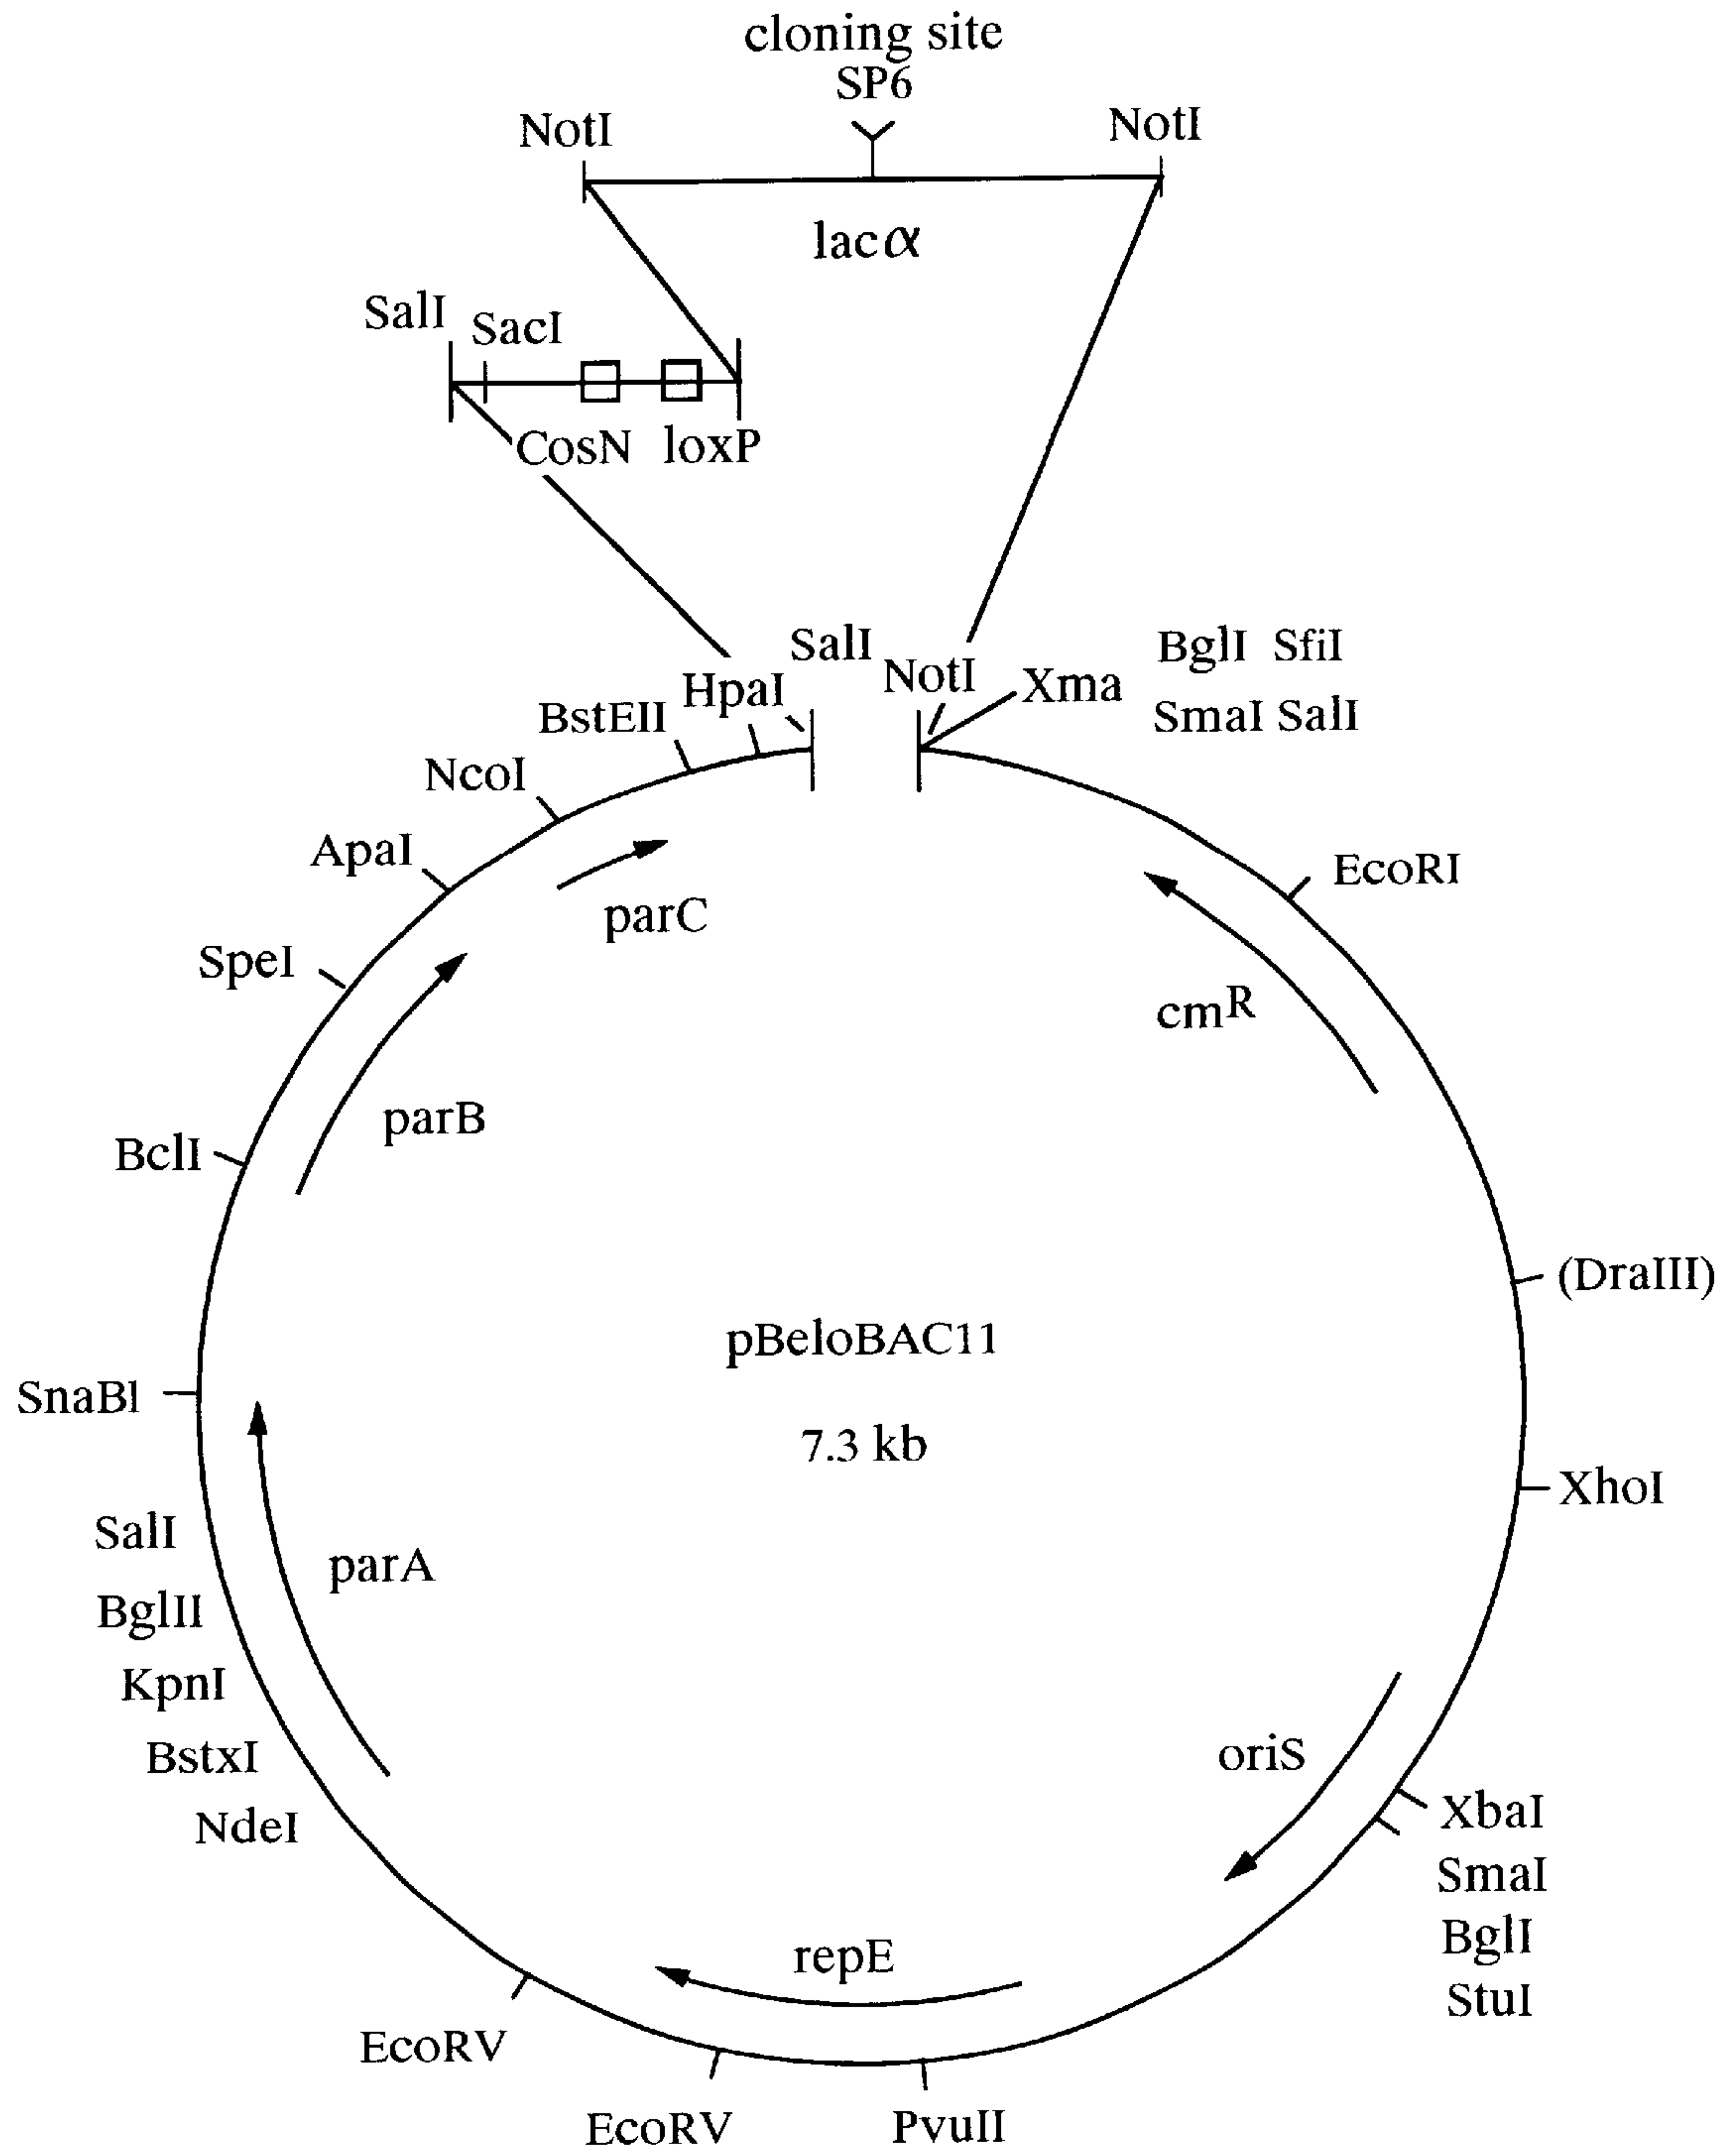 cloning site
SP6
NotI
NotI
lacα
SalI
SacI
CosN
loxP
SalI
NotI
Xma
BglI SfiI
SmaI SalI
HpaI
BstEII
NcoI
ApaI
SpeI
BclI
SnaBl
SalI
BglII
KpnI
BstxI
NdeI
EcoRV
EcoRV
PvuII
StuI
BglI
SmaI
XbaI
XhoI
(DraIII)
EcoRI
parC
parB
parA
repE
oriS
cmR
pBeloBAC11
7.3 kb